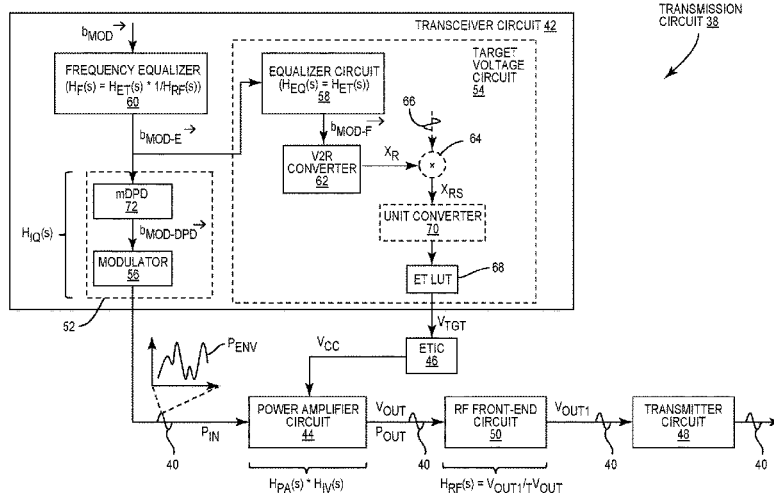 TRANSMISSION
CIRCUIT 38
TRANSCEIVER CIRCUIT 42
bMOD
FREQUENCY EQUALIZER
(HF(s) = HET(s) * 1/HRF(s))
60
EQUALIZER CIRCUIT
(HEQ(s) = HET(s))
58
TARGET
VOLTAGE
CIRCUIT
54
bMOD-E
bMOD-F
66
64
V2R
CONVERTER
62
XR
×
XRS
HIQ(s)
mDPD
72
bMOD-DPD
MODULATOR
56
UNIT CONVERTER
70
ET LUT
68
52
VTGT
ETIC
46
VCC
PENV
PIN
40
POWER AMPLIFIER
CIRCUIT
44
VOUT
POUT
40
RF FRONT-END
CIRCUIT
50
VOUT1
40
TRANSMITTER
CIRCUIT
48
40
HPA(s) * HIV(s)
HRF(s) = VOUT1/TVOUT